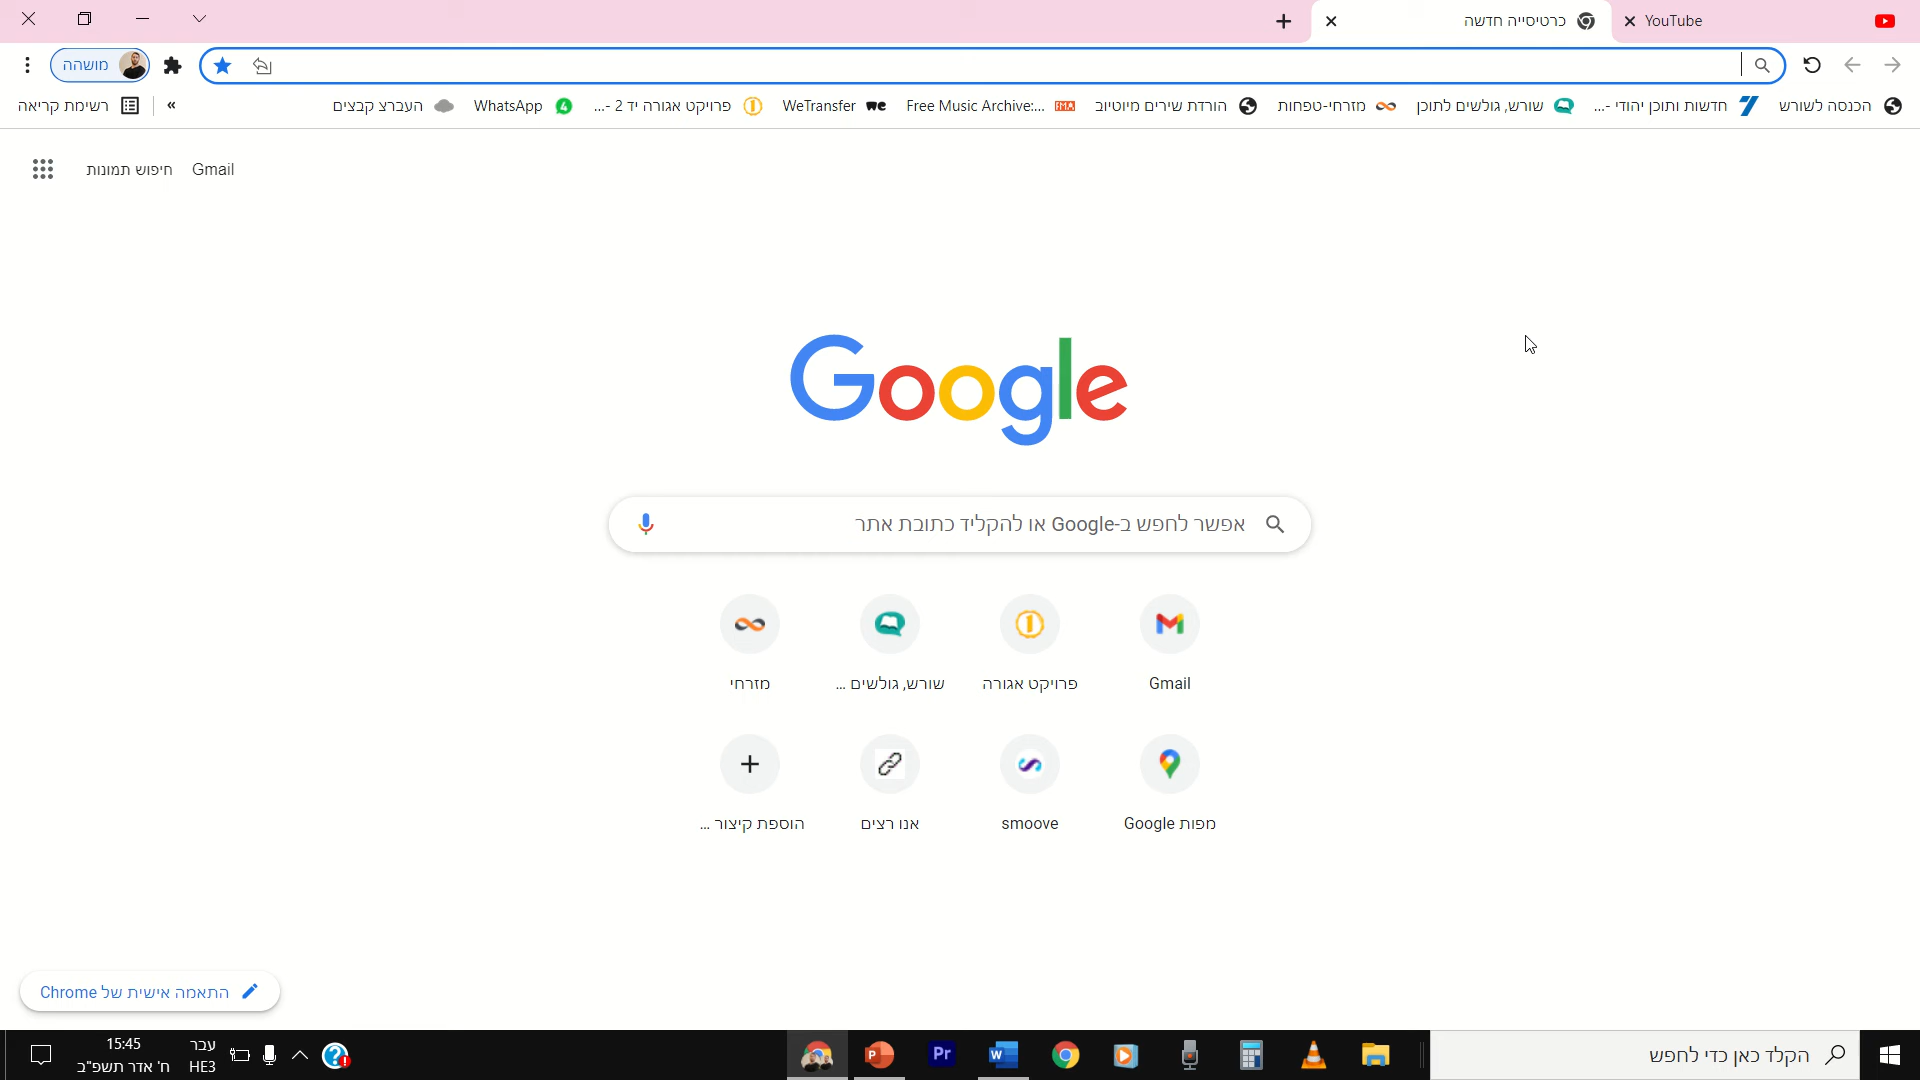 YouTube
כרטיסייה חדשה
מושהה
הכנסה לשורש
חדשות ותוכן יהודי -...
שורש, גולשים לתוכן
מזרחי-טפחות
הורדת שירים מיוטיוב
Free Music Archive:...
WeTransfer
פרויקט אגורה יד 2 -...
WhatsApp
העברצ קבצים
»
רשימת קריאה
Gmail
חיפוש תמונות
Google
אפשר לחפש ב-Google או להקליד כתובת אתר
Gmail
פרויקט אגורה
שורש, גולשים ...
מזרחי
מפות Google
smoove
אנו רצים
הוספת קיצור ...
התאמה אישית של Chrome
הקלד כאן כדי לחפש
W
Pr
P
עבר
HE3
15:45
ח' אדר תשפ"ב